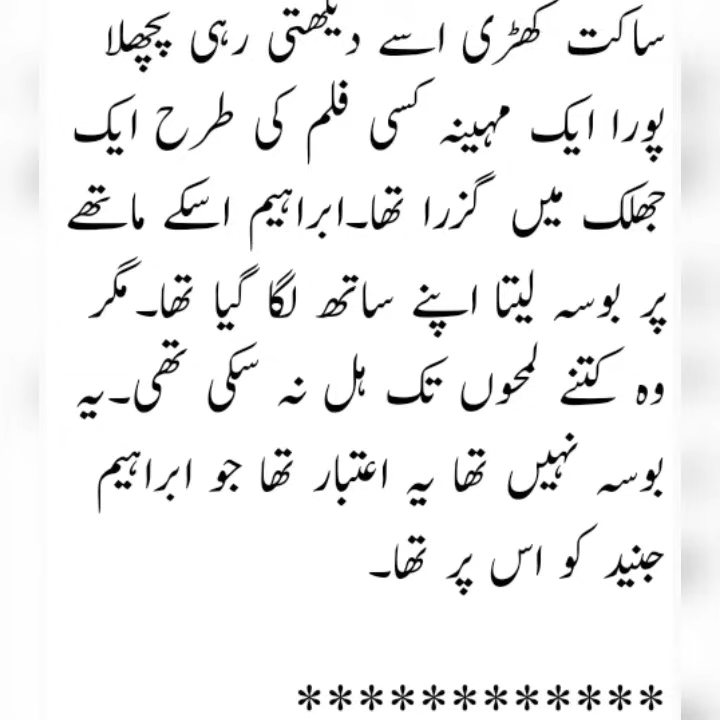 ساکت کھڑی اسے دیکھتی رہی پچھلا
پورا ایک مہینہ کسی فلم کی طرح ایک
جھلک میں گزرا تھا۔ابراہیم اسکے ماتھے
پر بوسہ لیتا اپنے ساتھ لگا گیا تھا۔مگر
وہ کتنے لمحوں تک ہل نہ سکی تھی۔یہ
بوسہ نہیں تھا یہ اعتبار تھا جو ابراہیم
جنید کو اس پر تھا۔
************